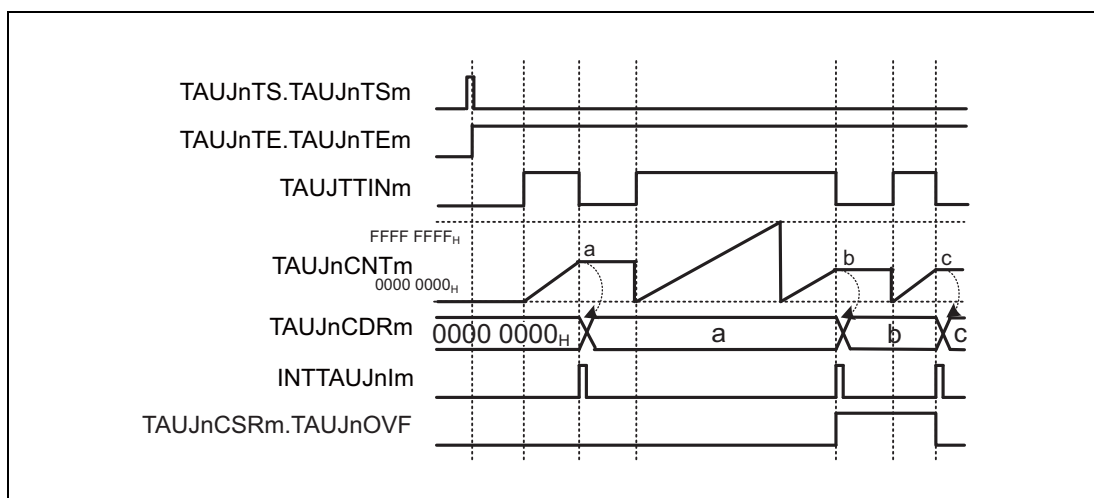 TAUJnTS.TAUJnTSm
TAUJnTE.TAUJnTEm
TAUJTTINm
FFFF FFFFH
a
b
c
TAUJnCNTm
0000 0000H
TAUJnCDRm
0000 0000H
a
b
c
INTTAUJnIm
TAUJnCSRm.TAUJnOVF